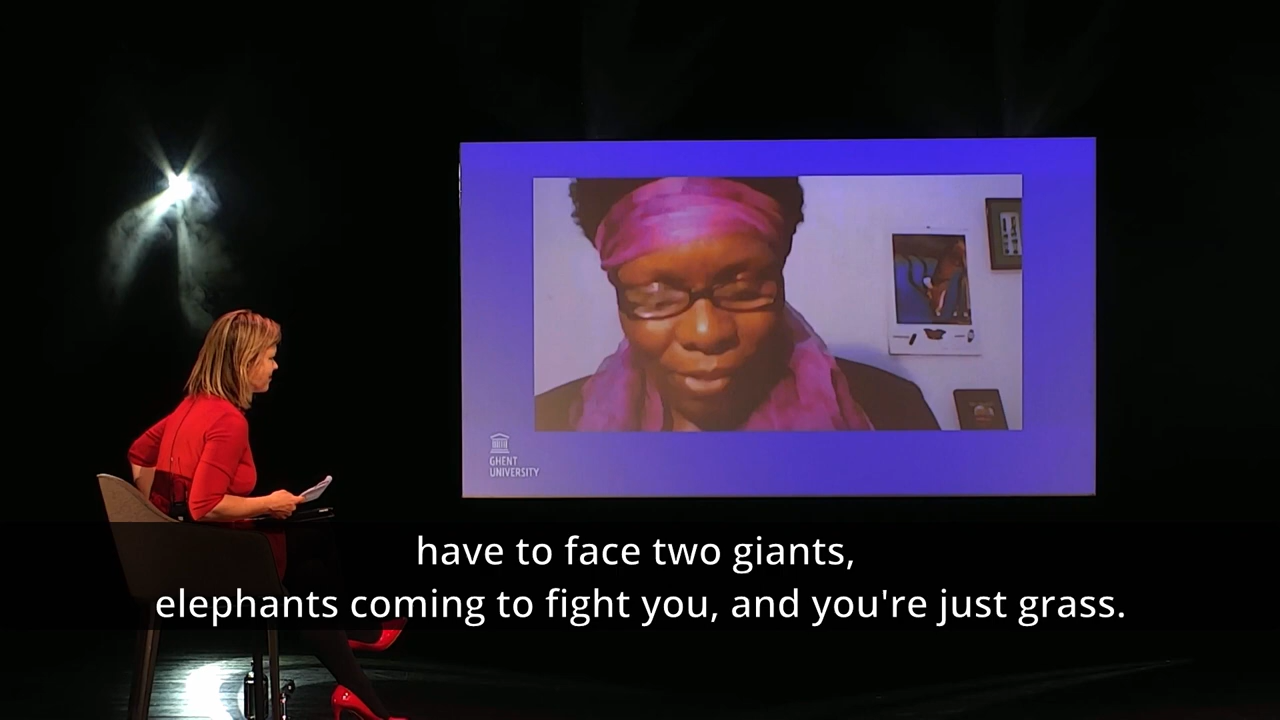 GHENT
UNIVERSITY
have to face two giants,
elephants coming to fight you, and you're just grass.